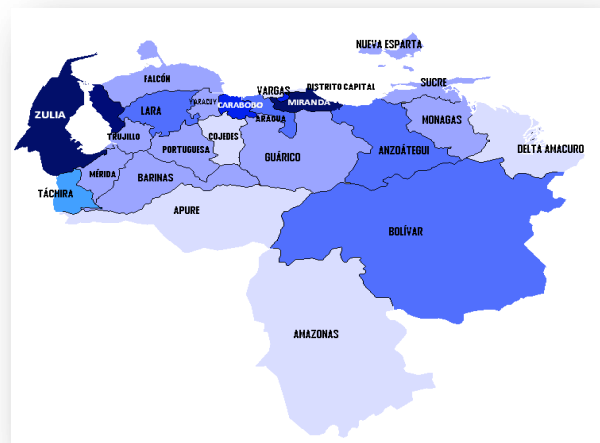 NUEVA ESPARTA
FALCÓN
VARGAS
DISTRITO CAPITAL
SUCRE
ZULIA
LARA
YARACUY
CARABOBO
MIRANDA
ARAGUA
MONAGAS
TRUJILLO
COJEDES
PORTUGUESA
GUÁRICO
ANZOÁTEGUI
DELTA AMACURO
MÉRIDA
BARINAS
TÁCHIRA
APURE
BOLÍVAR
AMAZONAS